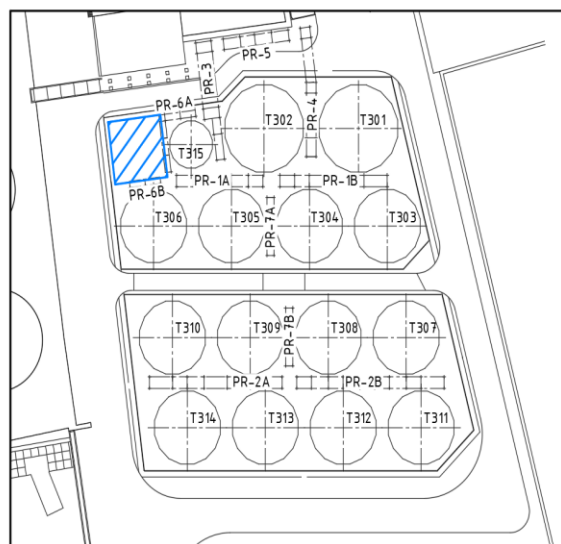 PR-5
PR-3
PR-4
PR-6A
T302
T301
T315
PR-1A
PR-1B
PR-6B
T306
T305
PR-7A
T304
T303
T310
T309
PR-7B
T308
T307
PR-2A
PR-2B
T314
T313
T312
T311